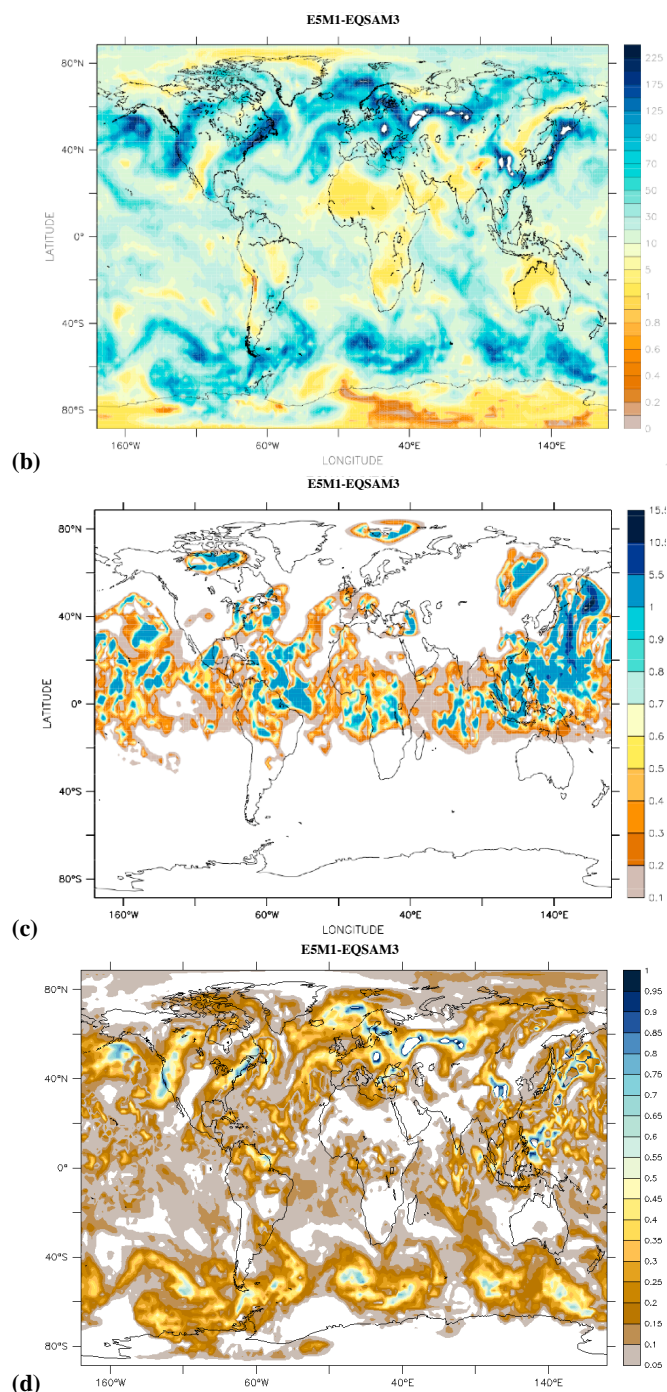 E5M1-EQSAM3
80°N
40°N
0°
40°S
80°S
LATITUDE
160°W
60°W
40°E
140°E
LONGITUDE
225
175
125
90
70
50
30
10
5
1
0.8
0.6
0.4
0.2
0
(b)
E5M1-EQSAM3
80°N
40°N
0°
40°S
80°S
LATITUDE
160°W
60°W
40°E
140°E
LONGITUDE
15.5
10.5
5.5
1
0.9
0.8
0.7
0.6
0.5
0.4
0.3
0.2
0.1
(c)
E5M1-EQSAM3
80°N
40°N
0°
40°S
80°S
160°W
60°W
40°E
140°E
1
0.95
0.9
0.85
0.8
0.75
0.7
0.65
0.6
0.55
0.5
0.45
0.4
0.35
0.3
0.25
0.2
0.15
0.1
0.05
(d)